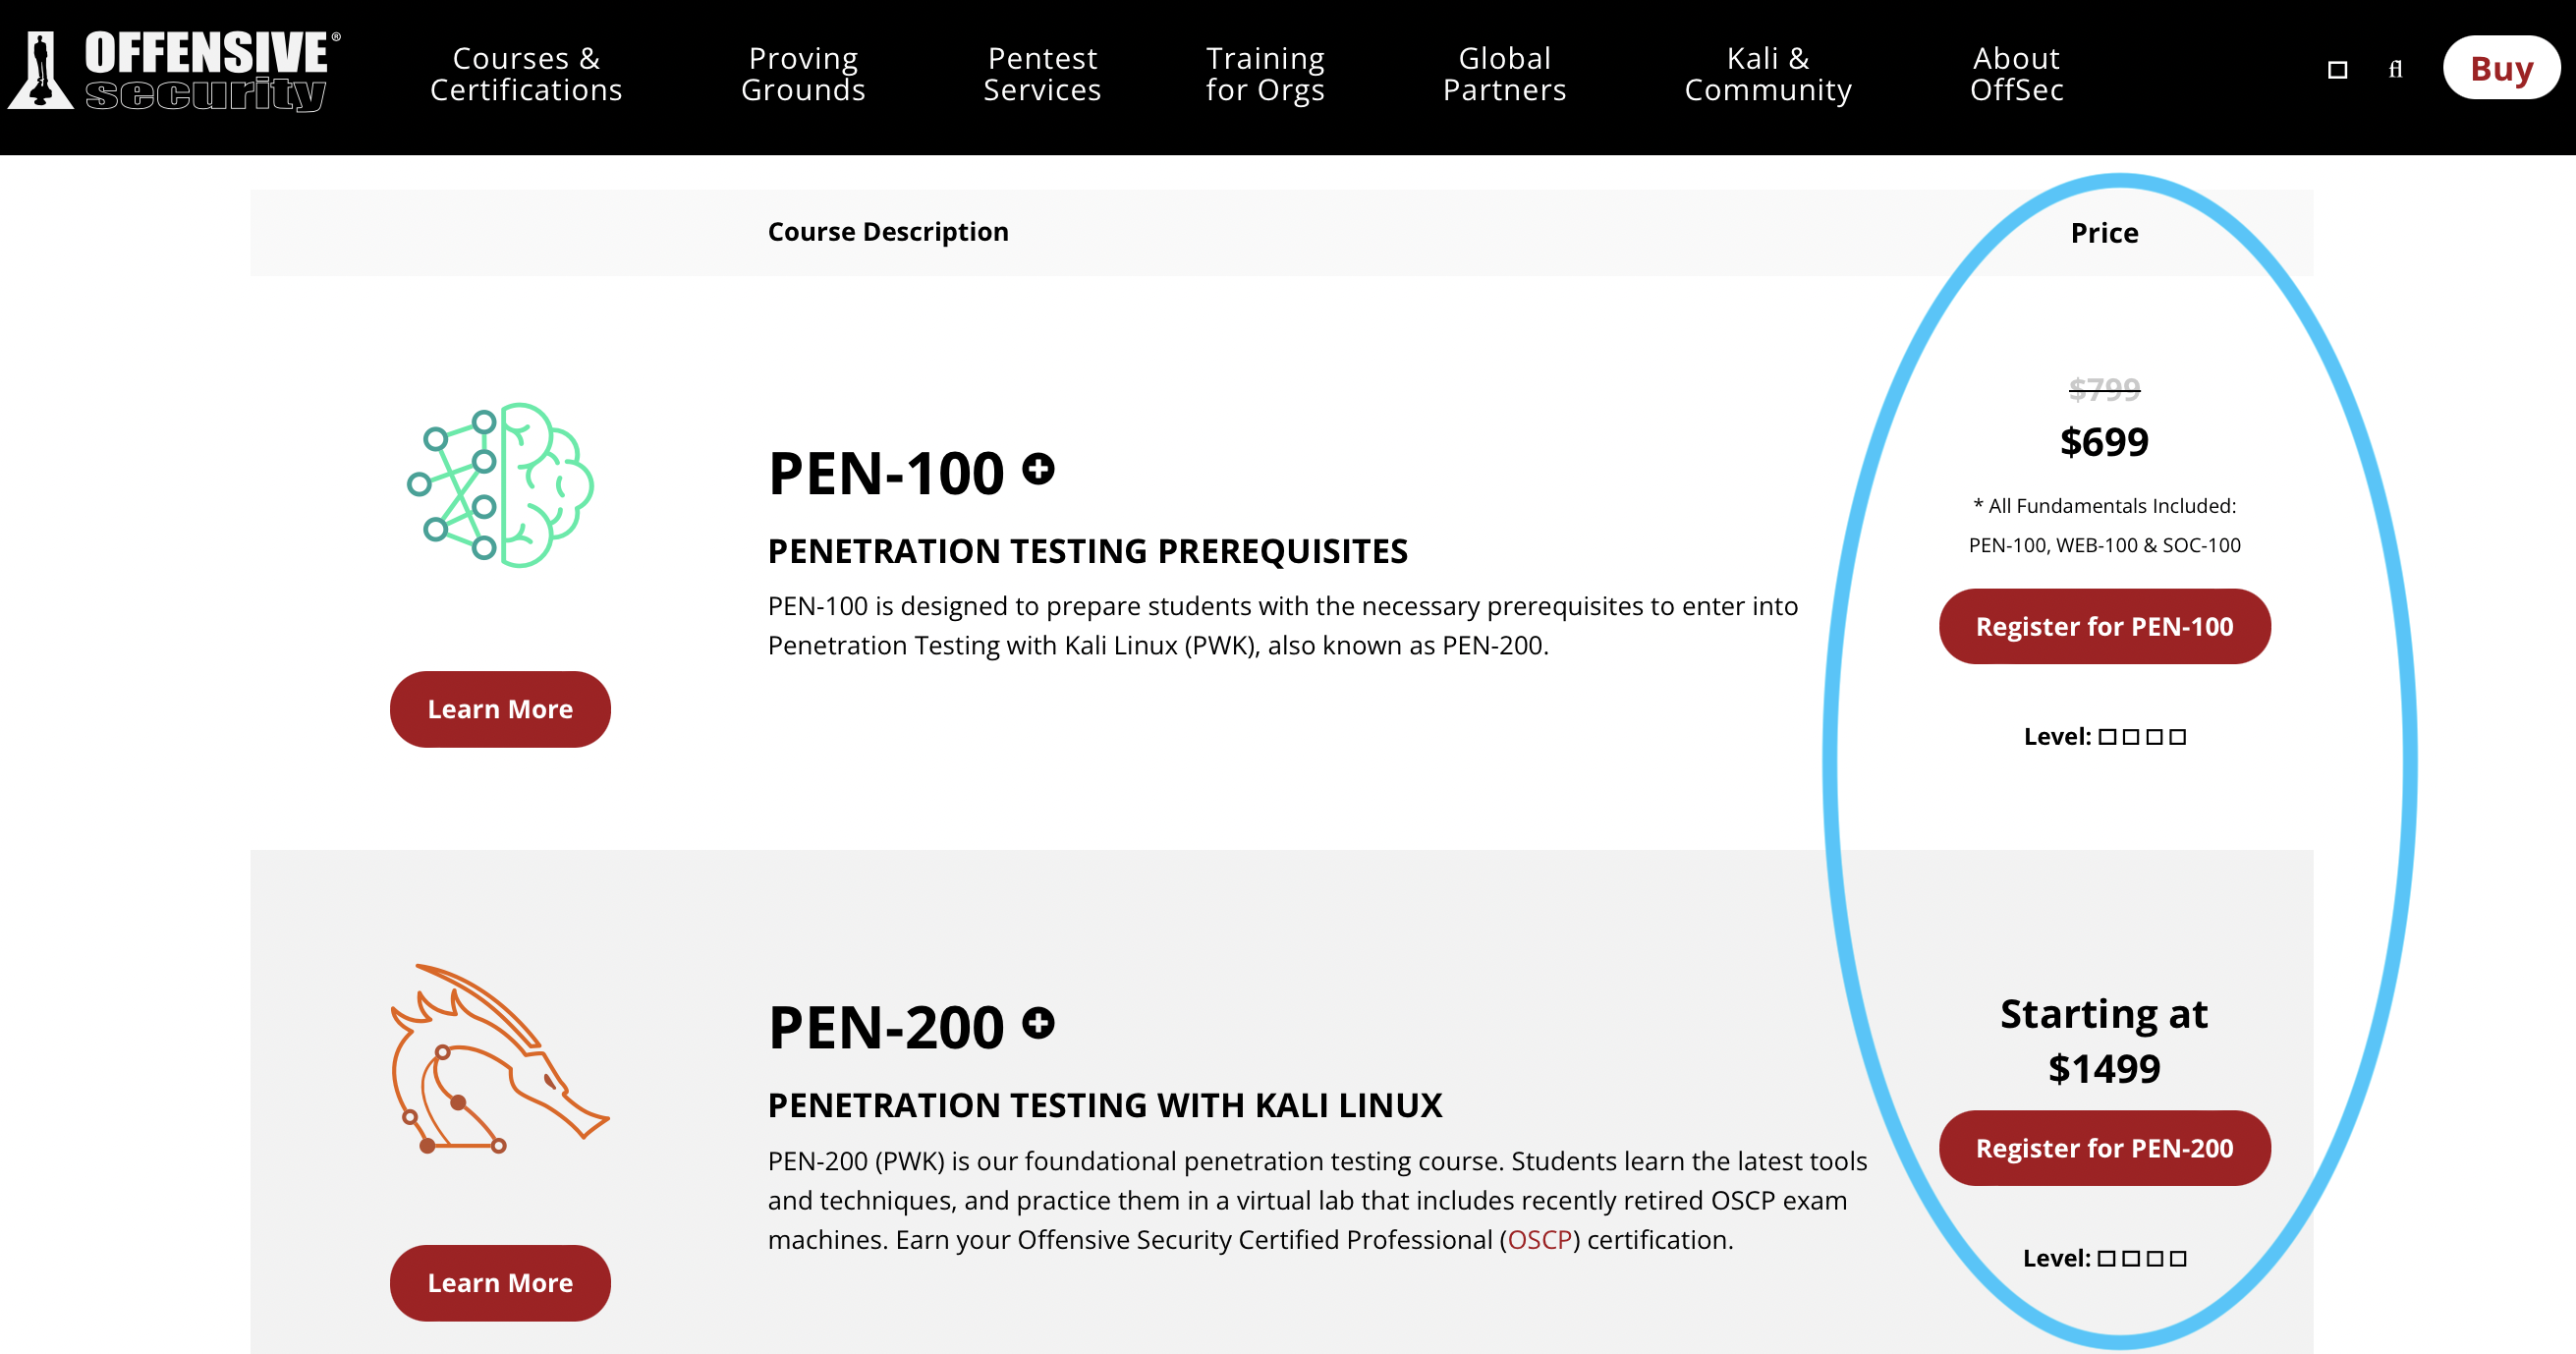 OFFENSIVE®
security
Courses &
Certifications
Proving
Grounds
Pentest
Services
Training
for Orgs
Global
Partners
Kali &
Community
About
OffSec
Buy
Course Description
Price
$799
$699
PEN-100
* All Fundamentals Included:
PEN-100, WEB-100 & SOC-100
PENETRATION TESTING PREREQUISITES
PEN-100 is designed to prepare students with the necessary prerequisites to enter into
Penetration Testing with Kali Linux (PWK), also known as PEN-200.
Register for PEN-100
Learn More
Level:
PEN-200
Starting at
$1499
PENETRATION TESTING WITH KALI LINUX
PEN-200 (PWK) is our foundational penetration testing course. Students learn the latest tools
and techniques, and practice them in a virtual lab that includes recently retired OSCP exam
machines. Earn your Offensive Security Certified Professional (OSCP) certification.
Register for PEN-200
Level:
Learn More